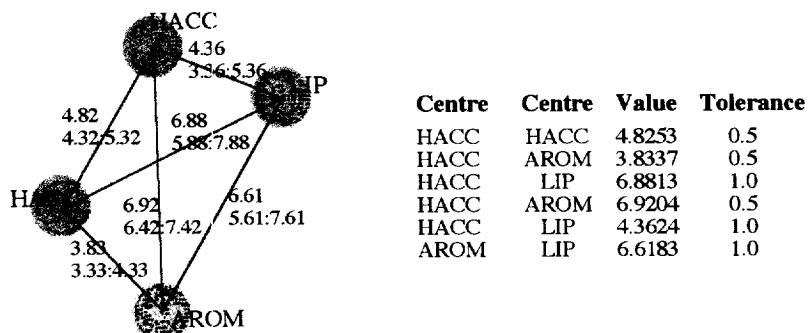 HACC
4.36
3.36:5.36
4.82
4.32:5.32
6.88
5.88:7.88
6.92
6.42:7.42
6.61
5.61:7.61
3.83
3.33:4.33
AROM
Centre Centre Value Tolerance
HACC HACC 4.8253 0.5
HACC AROM 3.8337 0.5
HACC LIP 6.8813 1.0
HACC AROM 6.9204 0.5
HACC LIP 4.3624 1.0
AROM LIP 6.6183 1.0